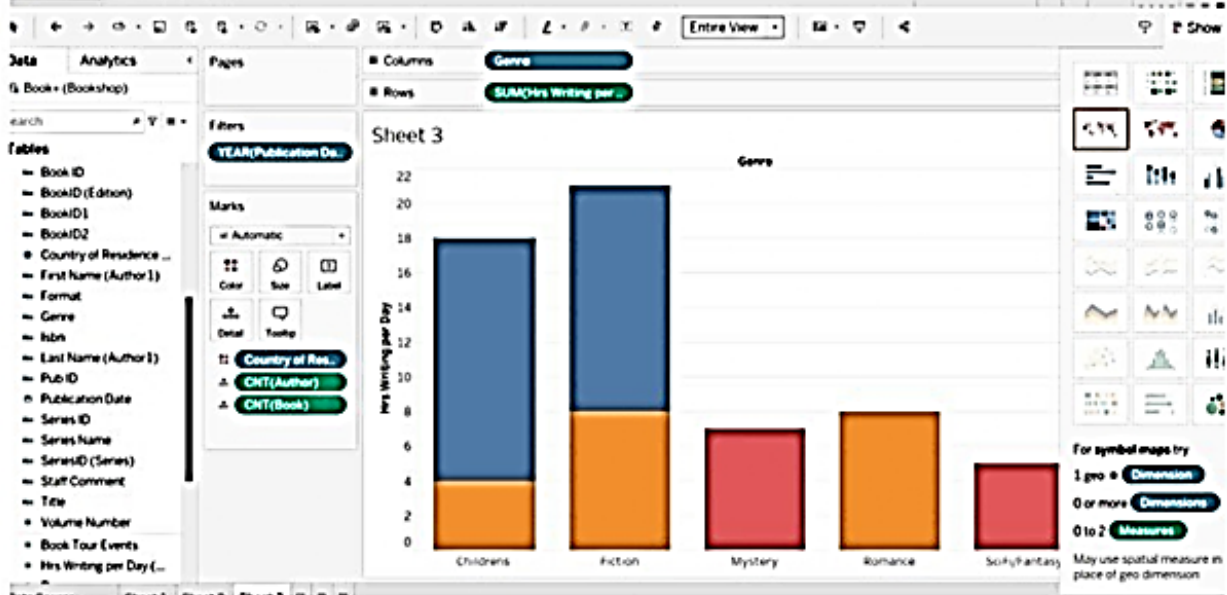 Entire View
Show
Data Analytics
Book+ (Bookshop)
Tables
Book ID
BookID (Edition)
BookID1
BookID2
Country of Residence ...
First Name (Author1)
Format
Genre
Isbn
Last Name (Author1)
Pub ID
Publication Date
Series ID
Series Name
SeriesID (Series)
Staff Comment
Title
Volume Number
Book Tour Events
Hrs Writing per Day (...
Pages
Filters
YEAR(Publication Da..
Marks
Automatic
Color Size Label
Detail Tooltip
Country of Res..
CNT(Author)
CNT(Book)
Columns Genre
Rows SUM(Hrs Writing per ..
Sheet 3
Genre
22
20
18
16
14
12
10
8
6
4
2
0
Hrs Writing per Day
Childrens Fiction Mystery Romance Scifi/Fantasy
For symbol maps try
1 geo Dimension
0 or more Dimensions
0 to 2 Measures
May use spatial measure in
place of geo dimension